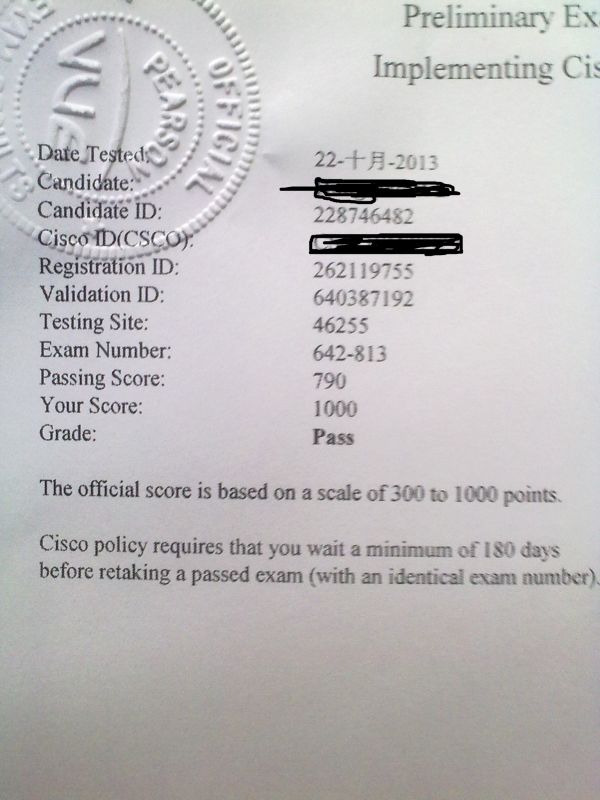 Preliminary Ex
Implementing Cis
OFFICIAL
PEARSON
VUE
Date Tested: 22-十月-2013
Candidate:
Candidate ID: 228746482
Cisco ID(CSCO):
Registration ID: 262119755
Validation ID: 640387192
Testing Site: 46255
Exam Number: 642-813
Passing Score: 790
Your Score: 1000
Grade: Pass
The official score is based on a scale of 300 to 1000 points.
Cisco policy requires that you wait a minimum of 180 days
before retaking a passed exam (with an identical exam number).